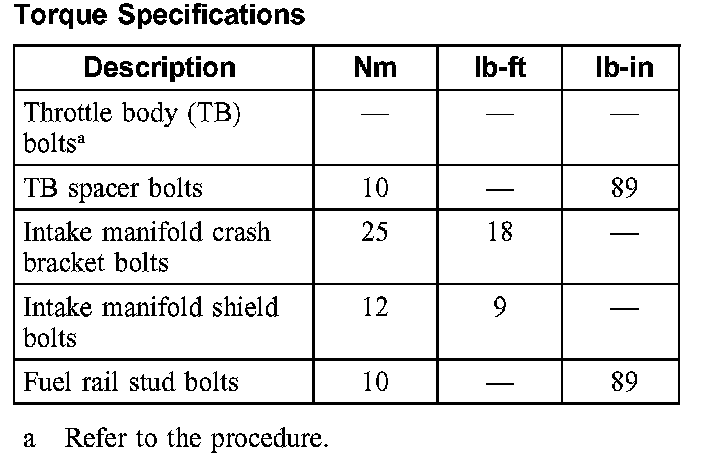 Torque Specifications
Description Nm lb-ft lb-in
Throttle body (TB)
boltsᵃ — — —
TB spacer bolts 10 — 89
Intake manifold crash
bracket bolts 25 18 —
Intake manifold shield
bolts 12 9 —
Fuel rail stud bolts 10 — 89
a Refer to the procedure.